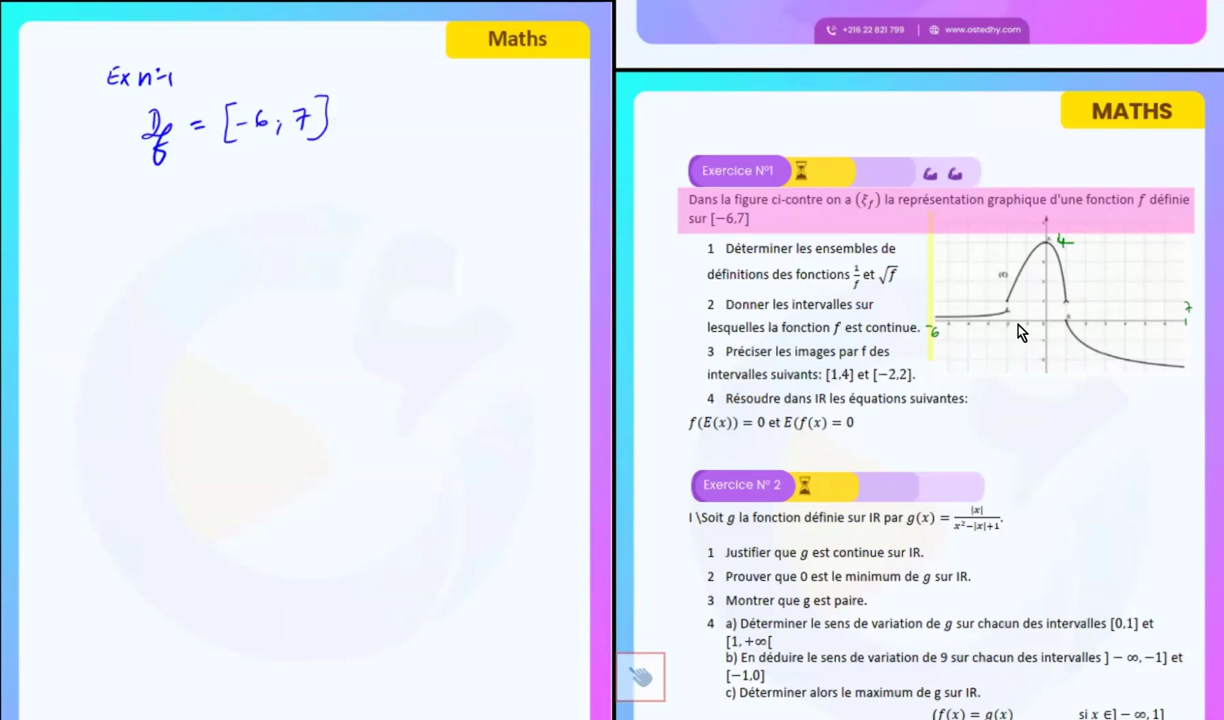 Maths
Ex n°1
Df = [-6; 7]
+216 22 821 799 www.ostedhy.com
MATHS
Exercice N°1
Dans la figure ci-contre on a (ξf) la représentation graphique d'une fonction f définie
sur [−6,7]
1 Déterminer les ensembles de
définitions des fonctions 1/f et √f
2 Donner les intervalles sur
lesquelles la fonction f est continue.
3 Préciser les images par f des
intervalles suivants: [1,4] et [−2,2].
4 Résoudre dans IR les équations suivantes:
f(E(x)) = 0 et E(f(x) = 0
4
7
-6
Exercice N° 2
I \Soit g la fonction définie sur IR par g(x) = |x|/(x²−|x|+1).
1 Justifier que g est continue sur IR.
2 Prouver que 0 est le minimum de g sur IR.
3 Montrer que g est paire.
4 a) Déterminer le sens de variation de g sur chacun des intervalles [0,1] et
[1, +∞[
b) En déduire le sens de variation de 9 sur chacun des intervalles ] − ∞, −1] et
[−1,0]
c) Déterminer alors le maximum de g sur IR.
(f(x) = g(x) si x ∈] − ∞, 1]